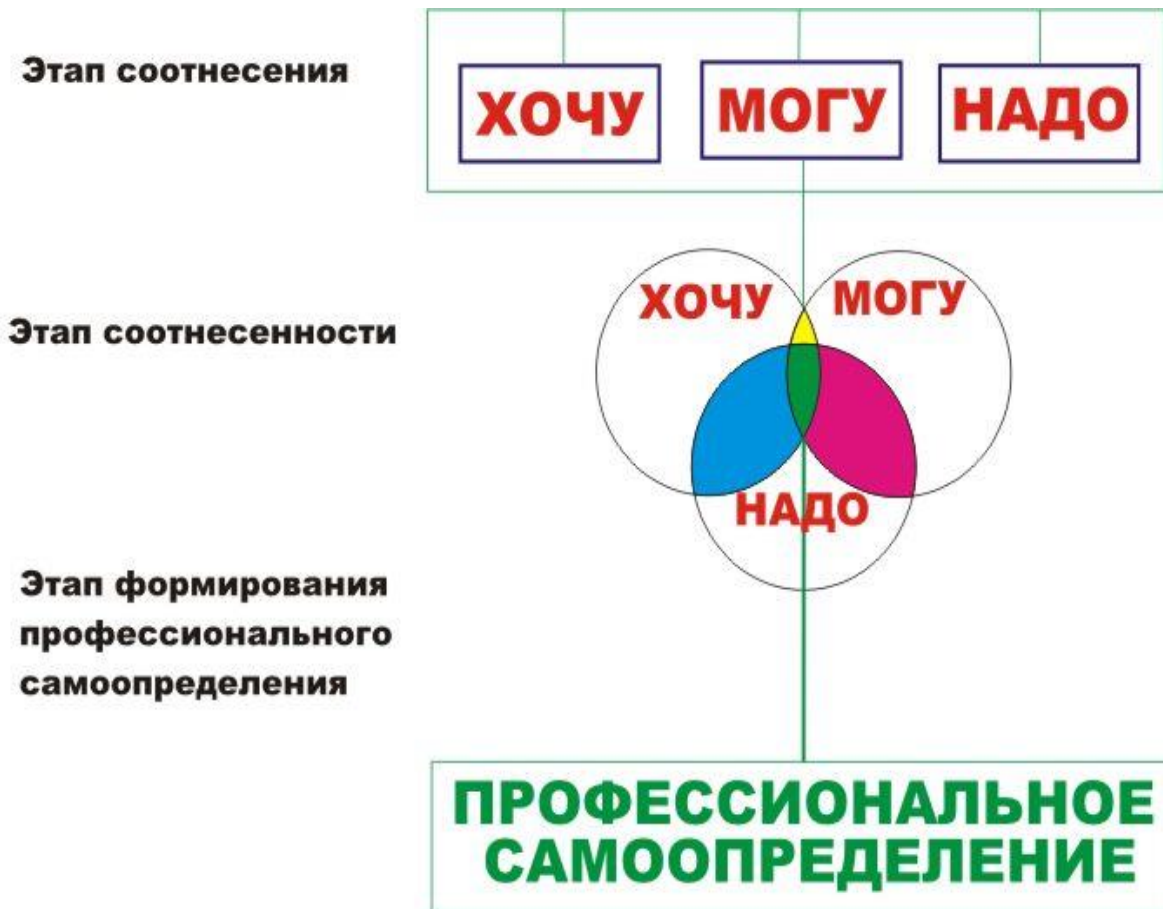 Этап соотнесения
ХОЧУ МОГУ НАДО
Этап соотнесенности
ХОЧУ МОГУ
НАДО
Этап формирования
профессионального
самоопределения
ПРОФЕССИОНАЛЬНОЕ
САМООПРЕДЕЛЕНИЕ